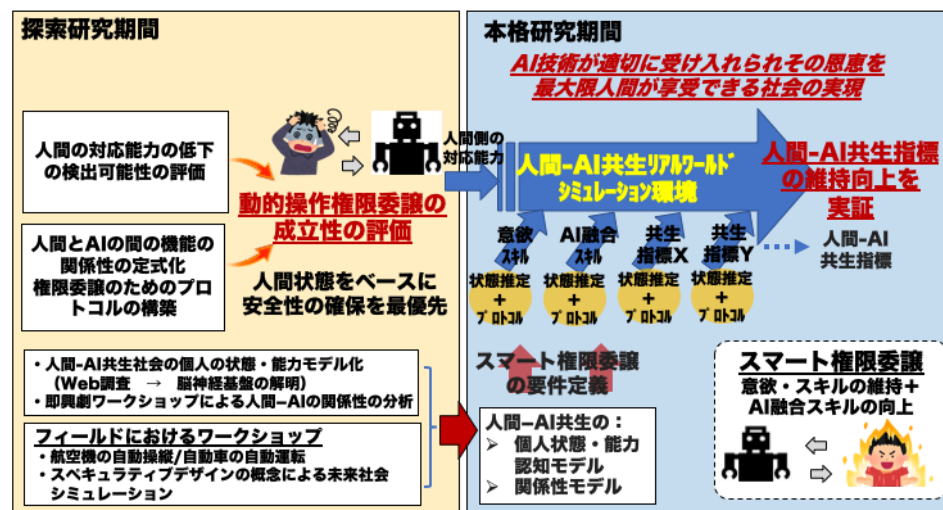 探索研究期間
人間の対応能力の低下
の検出可能性の評価
人間とAIの間の機能の
関係性の定式化
権限委譲のためのプロ
トコルの構築
動的操作権限委譲の
成立性の評価
人間状態をベースに
安全性の確保を最優先
・人間-AI共生社会の個人の状態・能力モデル化
(Web調査 → 脳神経基盤の解明)
・即興劇ワークショップによる人間-AIの関係性の分析
フィールドにおけるワークショップ
・航空機の自動操縦/自動車の自動運転
・スペキュラティブデザインの概念による未来社会
シミュレーション
本格研究期間
AI技術が適切に受け入れられその恩恵を
最大限人間が享受できる社会の実現
人間側の
対応能力
人間-AI共生リアルワールド
シミュレーション環境
人間-AI共生指標
の維持向上を
実証
意欲
スキル
AI融合
スキル
共生
指標X
共生
指標Y
人間-AI
共生指標
状態推定
+
プロトコル
状態推定
+
プロトコル
状態推定
+
プロトコル
状態推定
+
プロトコル
スマート権限委譲
の要件定義
人間-AI共生の:
➢ 個人状態・能力
認知モデル
➢ 関係性モデル
スマート権限委譲
意欲・スキルの維持+
AI融合スキルの向上